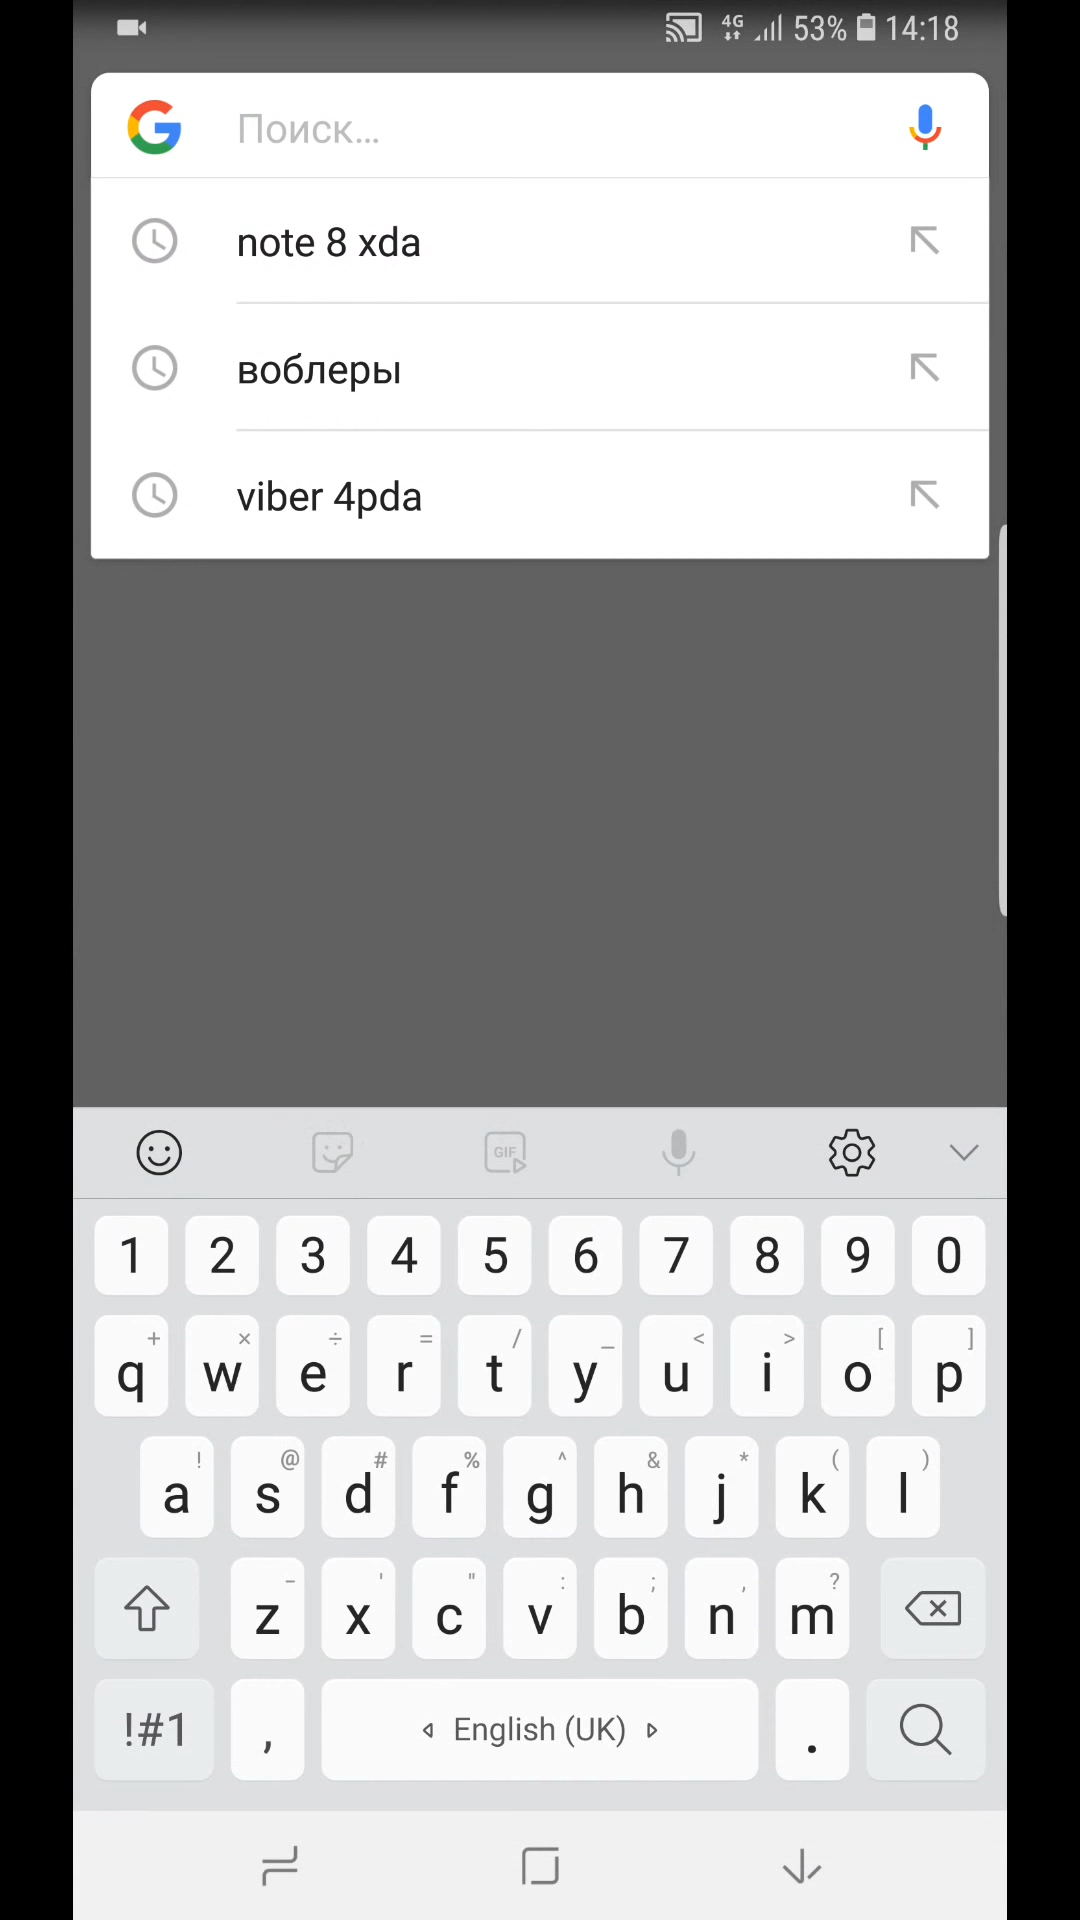 4G 53% 14:18
Поиск...
note 8 xda
воблеры
viber 4pda
GIF
1 2 3 4 5 6 7 8 9 0
+ × ÷ = / _ < > [ ]
q w e r t y u i o p
! @ # % ^ & * ( )
a s d f g h j k l
- ' " : ; , ?
z x c v b n m
!#1 , English (UK) .